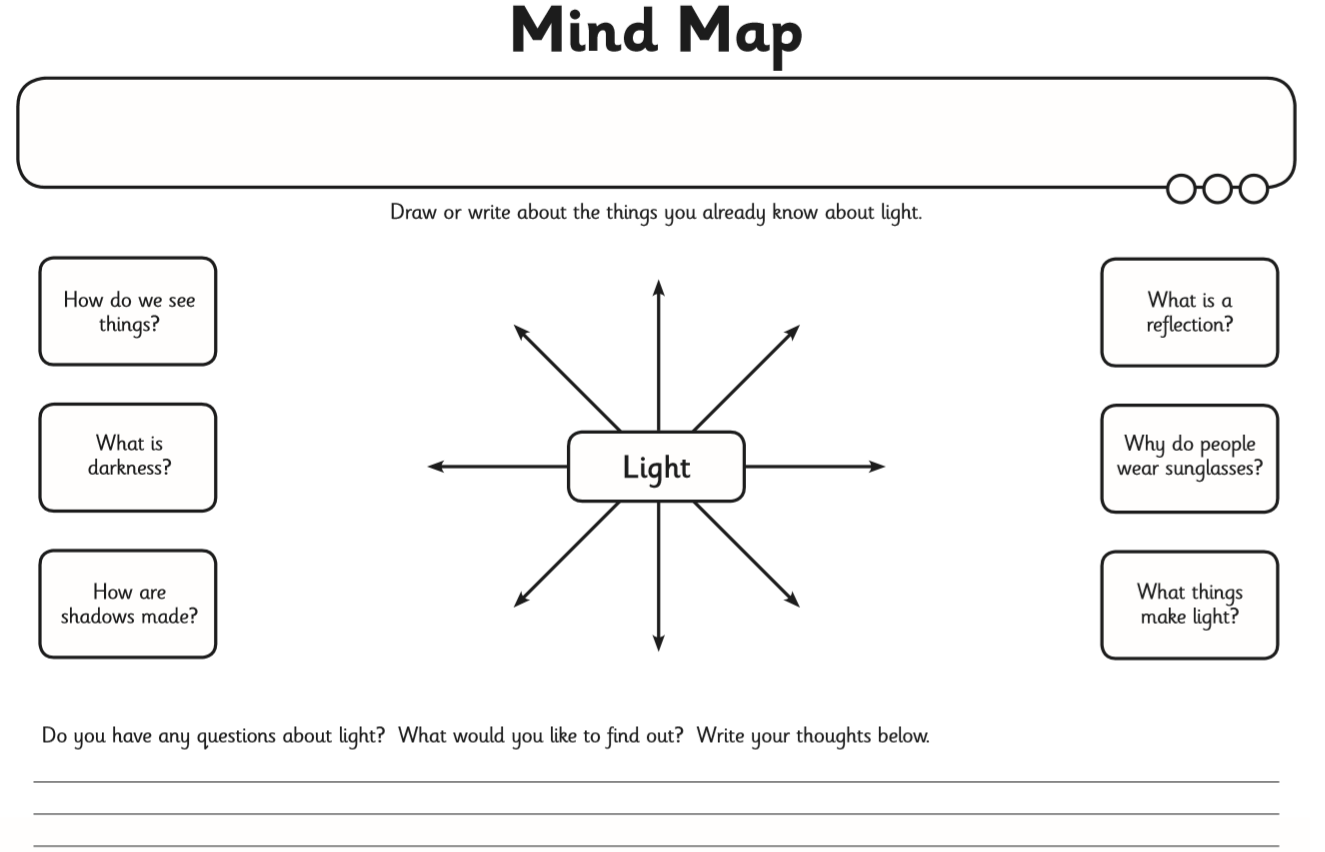 Mind Map
Draw or write about the things you already know about light.
How do we see
things?
What is
darkness?
How are
shadows made?
Light
What is a
reflection?
Why do people
wear sunglasses?
What things
make light?
Do you have any questions about light? What would you like to find out? Write your thoughts below.